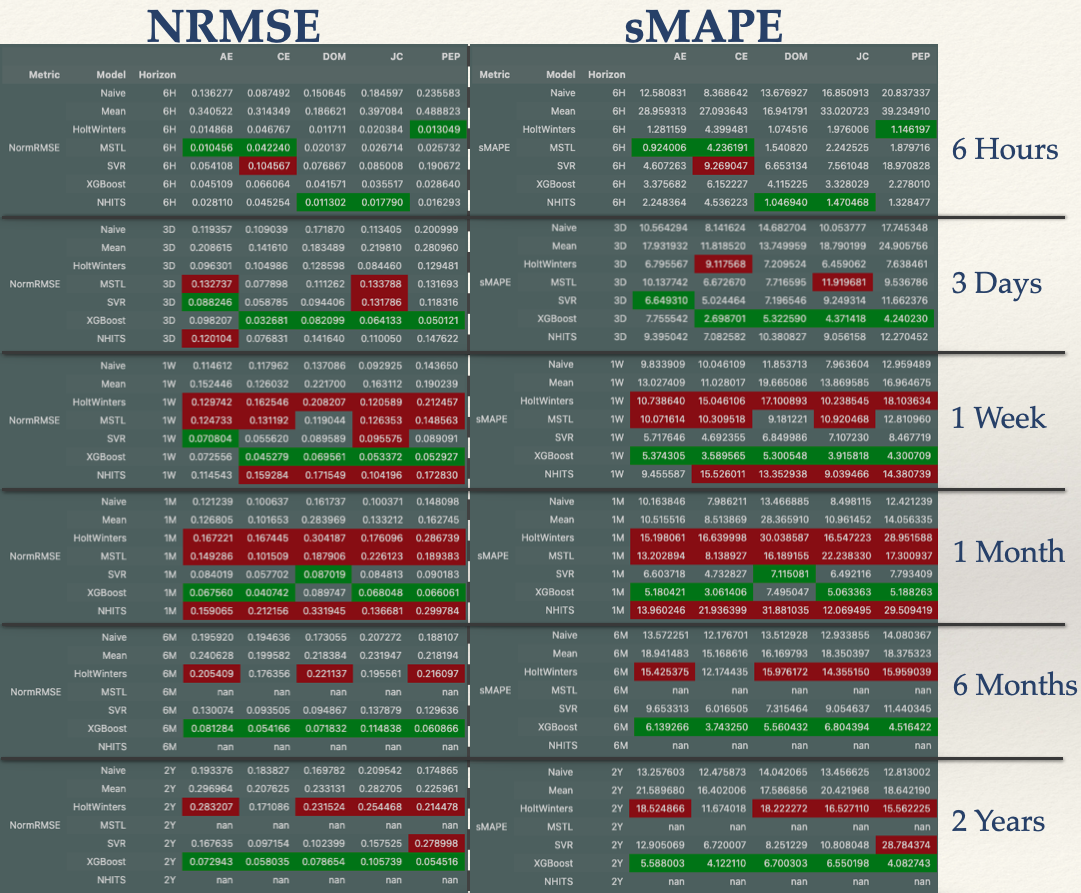 NRMSE sMAPE
AE CE DOM JC PEP AE CE DOM JC PEP
Metric Model Horizon Metric Model Horizon
Naive 6H 0.136277 0.087492 0.150645 0.184597 0.235583 Naive 6H 12.580831 8.368642 13.676927 16.850913 20.837337
Mean 6H 0.340522 0.314349 0.186621 0.397084 0.488823 Mean 6H 28.959313 27.093643 16.941791 33.020723 39.234910
HoltWinters 6H 0.014868 0.046767 0.011711 0.020384 0.013049 HoltWinters 6H 1.281159 4.399481 1.074516 1.976006 1.146197
NormRMSE MSTL 6H 0.010456 0.042240 0.020137 0.026714 0.025732 sMAPE MSTL 6H 0.924006 4.236191 1.540820 2.242525 1.879716 6 Hours
SVR 6H 0.054108 0.104567 0.076867 0.085008 0.190672 SVR 6H 4.607263 9.269047 6.653134 7.561048 18.970828
XGBoost 6H 0.045109 0.066064 0.041571 0.035517 0.028640 XGBoost 6H 3.375682 6.152227 4.115225 3.328029 2.278010
NHITS 6H 0.028110 0.045254 0.011302 0.017790 0.016293 NHITS 6H 2.248364 4.536223 1.046940 1.470468 1.328477
Naive 3D 0.119357 0.109039 0.171870 0.113405 0.200999 Naive 3D 10.564294 8.141624 14.682704 10.053777 17.745348
Mean 3D 0.208615 0.141610 0.183489 0.219810 0.280960 Mean 3D 17.931932 11.818520 13.749959 18.790199 24.905756
HoltWinters 3D 0.096301 0.104986 0.128598 0.084460 0.129481 HoltWinters 3D 6.795567 9.117568 7.209524 6.459062 7.638461
NormRMSE MSTL 3D 0.132737 0.077898 0.111262 0.133788 0.131693 sMAPE MSTL 3D 10.137742 6.672670 7.716595 11.919681 9.536786 3 Days
SVR 3D 0.088246 0.058785 0.094406 0.131786 0.118316 SVR 3D 6.649310 5.024464 7.196546 9.249314 11.662376
XGBoost 3D 0.098207 0.032681 0.082099 0.064133 0.050121 XGBoost 3D 7.755542 2.698701 5.322590 4.371418 4.240230
NHITS 3D 0.120104 0.076831 0.141640 0.110050 0.147622 NHITS 3D 9.395042 7.082582 10.380827 9.056158 12.270452
Naive 1W 0.114612 0.117962 0.137086 0.092925 0.143650 Naive 1W 9.833909 10.046109 11.853713 7.963604 12.959489
Mean 1W 0.152446 0.126032 0.221700 0.163112 0.190239 Mean 1W 13.027409 11.028017 19.665086 13.869585 16.964675
HoltWinters 1W 0.129742 0.162546 0.208207 0.120589 0.212457 HoltWinters 1W 10.738640 15.046106 17.100893 10.238545 18.103634
NormRMSE MSTL 1W 0.124733 0.131192 0.119044 0.126353 0.148563 sMAPE MSTL 1W 10.071614 10.309518 9.181221 10.920468 12.810960 1 Week
SVR 1W 0.070804 0.055620 0.089589 0.095575 0.089091 SVR 1W 5.717646 4.692355 6.849986 7.107230 8.467719
XGBoost 1W 0.072556 0.045279 0.069561 0.053372 0.052927 XGBoost 1W 5.374305 3.589565 5.300548 3.915818 4.300709
NHITS 1W 0.114543 0.159284 0.171549 0.104196 0.172830 NHITS 1W 9.455587 15.526011 13.352938 9.039466 14.380739
Naive 1M 0.121239 0.100637 0.161737 0.100371 0.148098 Naive 1M 10.163846 7.986211 13.466885 8.498115 12.421239
Mean 1M 0.126805 0.101653 0.283969 0.133212 0.162745 Mean 1M 10.515516 8.513869 28.365910 10.961452 14.056335
HoltWinters 1M 0.167221 0.167445 0.304187 0.176096 0.286739 HoltWinters 1M 15.198061 16.639998 30.038587 16.547223 28.951588
NormRMSE MSTL 1M 0.149286 0.101509 0.187906 0.226123 0.189383 sMAPE MSTL 1M 13.202894 8.138927 16.189155 22.238330 17.300937 1 Month
SVR 1M 0.084019 0.057702 0.087019 0.084813 0.090183 SVR 1M 6.603718 4.732827 7.115081 6.492116 7.793409
XGBoost 1M 0.067560 0.040742 0.089747 0.068048 0.066061 XGBoost 1M 5.180421 3.061406 7.495047 5.063363 5.188263
NHITS 1M 0.159065 0.212156 0.331945 0.136681 0.299784 NHITS 1M 13.960246 21.936399 31.881035 12.069495 29.509419
Naive 6M 0.195920 0.194636 0.173055 0.207272 0.188107 Naive 6M 13.572251 12.176701 13.512928 12.933855 14.080367
Mean 6M 0.240628 0.199582 0.218384 0.231947 0.218194 Mean 6M 18.941483 15.168616 16.169793 18.350397 18.375323
HoltWinters 6M 0.205409 0.176356 0.221137 0.195561 0.216097 HoltWinters 6M 15.425375 12.174435 15.976172 14.355150 15.959039
NormRMSE MSTL 6M nan nan nan nan nan sMAPE MSTL 6M nan nan nan nan nan 6 Months
SVR 6M 0.130074 0.093505 0.094867 0.137879 0.129636 SVR 6M 9.653313 6.016505 7.315464 9.054637 11.440345
XGBoost 6M 0.081284 0.054166 0.071832 0.114838 0.060866 XGBoost 6M 6.139266 3.743250 5.560432 6.804394 4.516422
NHITS 6M nan nan nan nan nan NHITS 6M nan nan nan nan nan
Naive 2Y 0.193376 0.183827 0.169782 0.209542 0.174865 Naive 2Y 13.257603 12.475873 14.042065 13.456625 12.813002
Mean 2Y 0.296964 0.207625 0.233131 0.282705 0.225961 Mean 2Y 21.589680 16.402006 17.586856 20.421968 18.642190
HoltWinters 2Y 0.283207 0.171086 0.231524 0.254468 0.214478 HoltWinters 2Y 18.524866 11.674018 18.222272 16.527110 15.562225
NormRMSE MSTL 2Y nan nan nan nan nan sMAPE MSTL 2Y nan nan nan nan nan 2 Years
SVR 2Y 0.167635 0.097154 0.102399 0.157525 0.278998 SVR 2Y 12.905069 6.720007 8.251229 10.808048 28.784374
XGBoost 2Y 0.072943 0.058035 0.078654 0.105739 0.054516 XGBoost 2Y 5.588003 4.122110 6.700303 6.550198 4.082743
NHITS 2Y nan nan nan nan nan NHITS 2Y nan nan nan nan nan